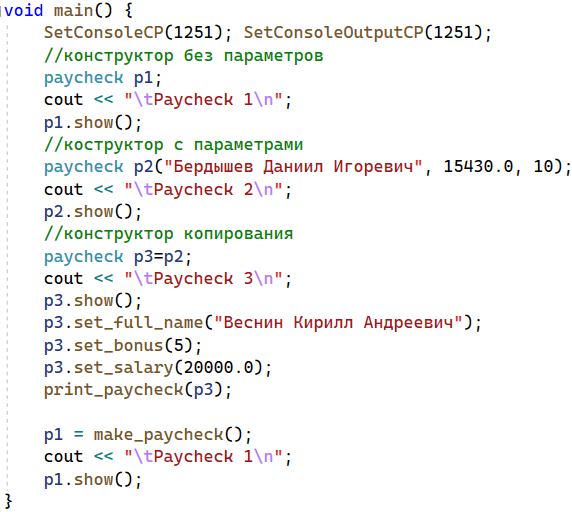 void main() {
    SetConsoleCP(1251); SetConsoleOutputCP(1251);
    //конструктор без параметров
    paycheck p1;
    cout << "\tPaycheck 1\n";
    p1.show();
    //коструктор с параметрами
    paycheck p2("Бердышев Даниил Игоревич", 15430.0, 10);
    cout << "\tPaycheck 2\n";
    p2.show();
    //конструктор копирования
    paycheck p3=p2;
    cout << "\tPaycheck 3\n";
    p3.show();
    p3.set_full_name("Веснин Кирилл Андреевич");
    p3.set_bonus(5);
    p3.set_salary(20000.0);
    print_paycheck(p3);

    p1 = make_paycheck();
    cout << "\tPaycheck 1\n";
    p1.show();
}